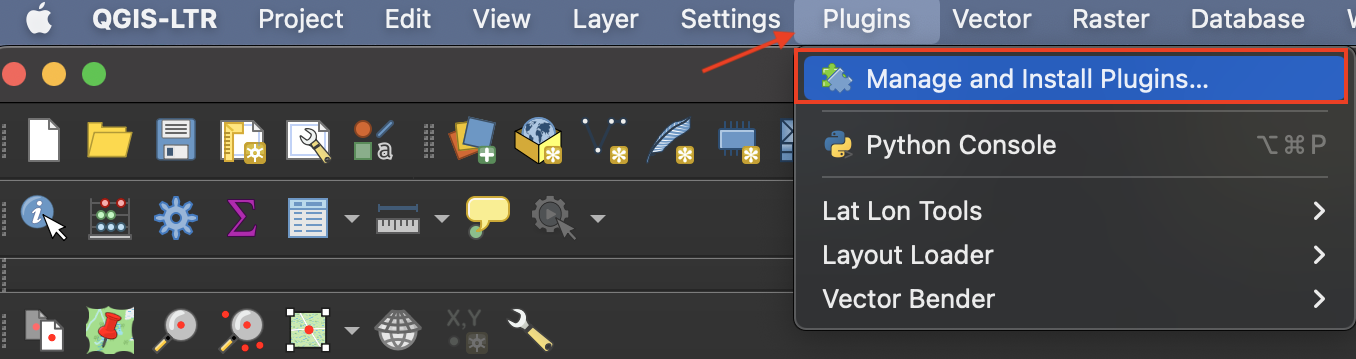 QGIS-LTR Project Edit View Layer Settings Plugins Vector Raster Database
Manage and Install Plugins...
Python Console ⌥⌘P
Lat Lon Tools
Layout Loader
Vector Bender
a
i
Σ
X,Y